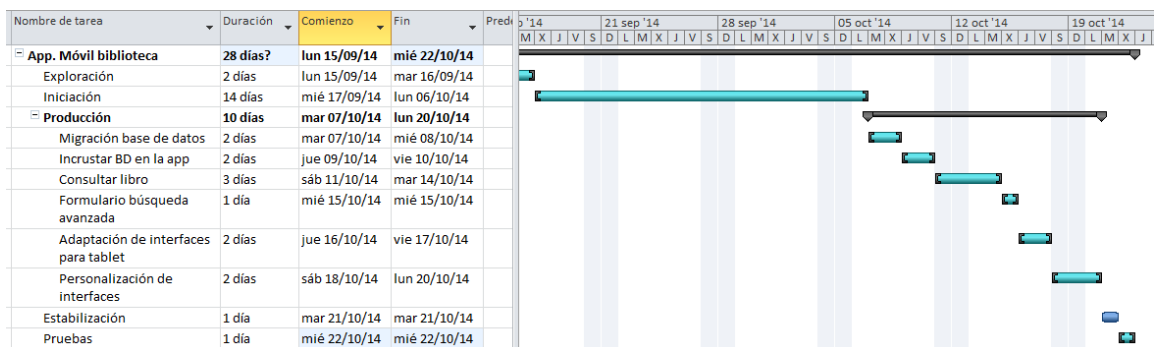 Nombre de tarea Duración Comienzo Fin Prede
'14 21 sep '14 28 sep '14 05 oct '14 12 oct '14 19 oct '14
M X J V S D L M X J V S D L M X J V S D L M X J V S D L M X J V S D L M X J
App. Móvil biblioteca 28 días? lun 15/09/14 mié 22/10/14
Exploración 2 días lun 15/09/14 mar 16/09/14
Iniciación 14 días mié 17/09/14 lun 06/10/14
Producción 10 días mar 07/10/14 lun 20/10/14
Migración base de datos 2 días mar 07/10/14 mié 08/10/14
Incrustar BD en la app 2 días jue 09/10/14 vie 10/10/14
Consultar libro 3 días sáb 11/10/14 mar 14/10/14
Formulario búsqueda 1 día mié 15/10/14 mié 15/10/14
avanzada
Adaptación de interfaces 2 días jue 16/10/14 vie 17/10/14
para tablet
Personalización de 2 días sáb 18/10/14 lun 20/10/14
interfaces
Estabilización 1 día mar 21/10/14 mar 21/10/14
Pruebas 1 día mié 22/10/14 mié 22/10/14